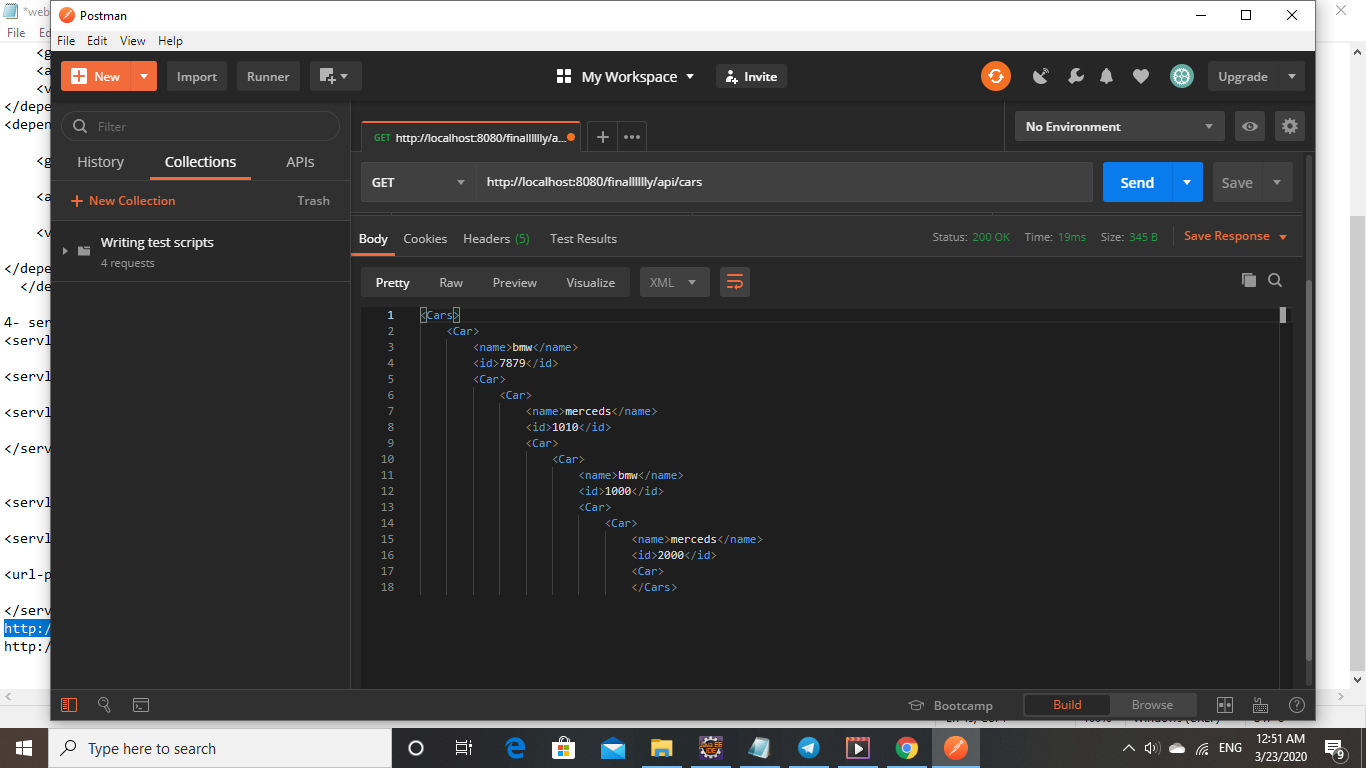 *web
Postman
File Ed
File Edit View Help
New Import Runner My Workspace Invite Upgrade
Filter
History Collections APIs
New Collection Trash
Writing test scripts
4 requests
GET http://localhost:8080/finalllllly/a...
No Environment
GET http://localhost:8080/finalllllly/api/cars Send Save
Body Cookies Headers (5) Test Results Status: 200 OK Time: 19ms Size: 345 B Save Response
Pretty Raw Preview Visualize XML
1 <Cars>
2 <Car>
3 <name>bmw</name>
4 <id>7879</id>
5 <Car>
6 <Car>
7 <name>merceds</name>
8 <id>1010</id>
9 <Car>
10 <Car>
11 <name>bmw</name>
12 <id>1000</id>
13 <Car>
14 <Car>
15 <name>merceds</name>
16 <id>2000</id>
17 <Car>
18 </Cars>
<g
<a
<v
</depe
<depen
<g
<a
<v
</depe
</de
4- ser
<servl
<servl
<servl
</serv
<servl
<servl
<url-p
</serv
http:/
http:/
Bootcamp Build Browse
Type here to search
ENG
12:51 AM
3/23/2020
9